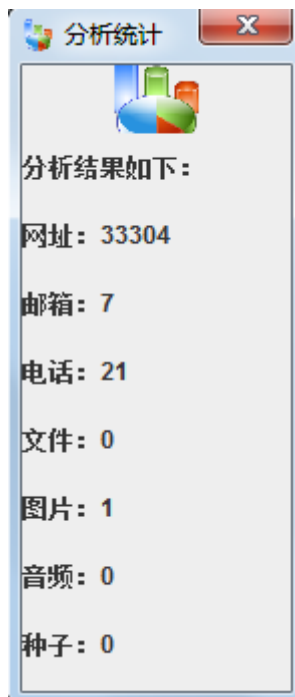 分析统计
分析结果如下：
网址：33304
邮箱：7
电话：21
文件：0
图片：1
音频：0
种子：0